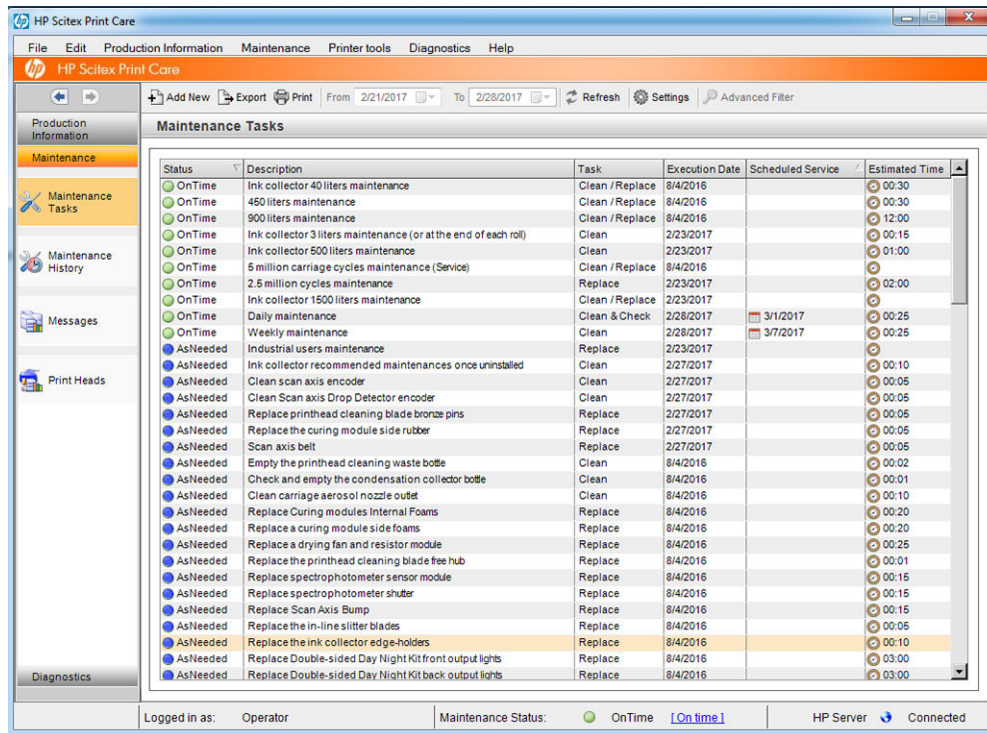 HP Scitex Print Care
File Edit Production Information Maintenance Printer tools Diagnostics Help
HP Scitex Print Care
Add New Export Print From 2/21/2017 To 2/28/2017 Refresh Settings Advanced Filter
Production Information
Maintenance
Maintenance Tasks
Maintenance History
Messages
Print Heads
Diagnostics
Maintenance Tasks
Status Description Task Execution Date Scheduled Service Estimated Time
OnTime Ink collector 40 liters maintenance Clean / Replace 8/4/2016 00:30
OnTime 450 liters maintenance Clean / Replace 8/4/2016 00:30
OnTime 900 liters maintenance Clean / Replace 8/4/2016 12:00
OnTime Ink collector 3 liters maintenance (or at the end of each roll) Clean 2/23/2017 00:15
OnTime Ink collector 500 liters maintenance Clean 2/23/2017 01:00
OnTime 5 million carriage cycles maintenance (Service) Clean / Replace 8/4/2016
OnTime 2.5 million cycles maintenance Replace 2/23/2017 02:00
OnTime Ink collector 1500 liters maintenance Clean / Replace 2/23/2017
OnTime Daily maintenance Clean & Check 2/28/2017 3/1/2017 00:25
OnTime Weekly maintenance Clean 2/28/2017 3/7/2017 00:25
AsNeeded Industrial users maintenance Replace 2/23/2017
AsNeeded Ink collector recommended maintenances once uninstalled Clean 2/27/2017 00:10
AsNeeded Clean scan axis encoder Clean 2/27/2017 00:05
AsNeeded Clean Scan axis Drop Detector encoder Clean 2/27/2017 00:05
AsNeeded Replace printhead cleaning blade bronze pins Replace 2/27/2017 00:05
AsNeeded Replace the curing module side rubber Replace 2/27/2017 00:05
AsNeeded Scan axis belt Replace 2/27/2017 00:05
AsNeeded Empty the printhead cleaning waste bottle Clean 8/4/2016 00:02
AsNeeded Check and empty the condensation collector bottle Clean 8/4/2016 00:01
AsNeeded Clean carriage aerosol nozzle outlet Clean 8/4/2016 00:10
AsNeeded Replace Curing modules Internal Foams Replace 8/4/2016 00:20
AsNeeded Replace a curing module side foams Replace 8/4/2016 00:20
AsNeeded Replace a drying fan and resistor module Replace 8/4/2016 00:25
AsNeeded Replace the printhead cleaning blade free hub Replace 8/4/2016 00:01
AsNeeded Replace spectrophotometer sensor module Replace 8/4/2016 00:15
AsNeeded Replace spectrophotometer shutter Replace 8/4/2016 00:15
AsNeeded Replace Scan Axis Bump Replace 8/4/2016 00:15
AsNeeded Replace the in-line slitter blades Replace 8/4/2016 00:05
AsNeeded Replace the ink collector edge-holders Replace 8/4/2016 00:10
AsNeeded Replace Double-sided Day Night Kit front output lights Replace 8/4/2016 03:00
AsNeeded Replace Double-sided Day Night Kit back output lights Replace 8/4/2016 03:00
Logged in as: Operator Maintenance Status: OnTime [ On time ] HP Server Connected